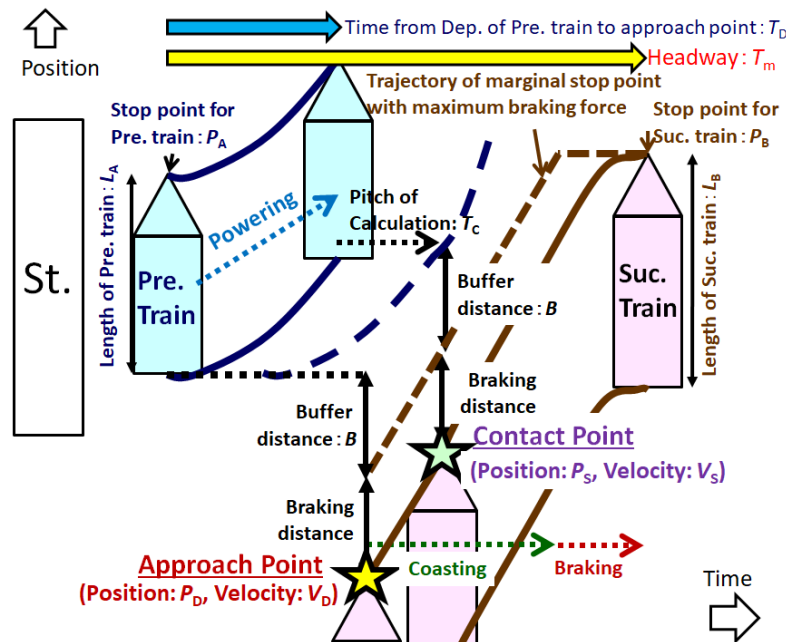 Time from Dep. of Pre. train to approach point : TD
Position
Headway : Tm
Trajectory of marginal stop point
with maximum braking force
Stop point for
Pre. train : PA
Stop point for
Suc. train : PB
Length of Pre. train : LA
Powering
Pitch of
Calculation: TC
St.
Pre.
Train
Buffer
distance : B
Suc.
Train
Length of Suc. train : LB
Braking
distance
Buffer
distance : B
Contact Point
(Position: PS, Velocity: VS)
Braking
distance
Approach Point
(Position: PD, Velocity: VD)
Coasting
Braking
Time